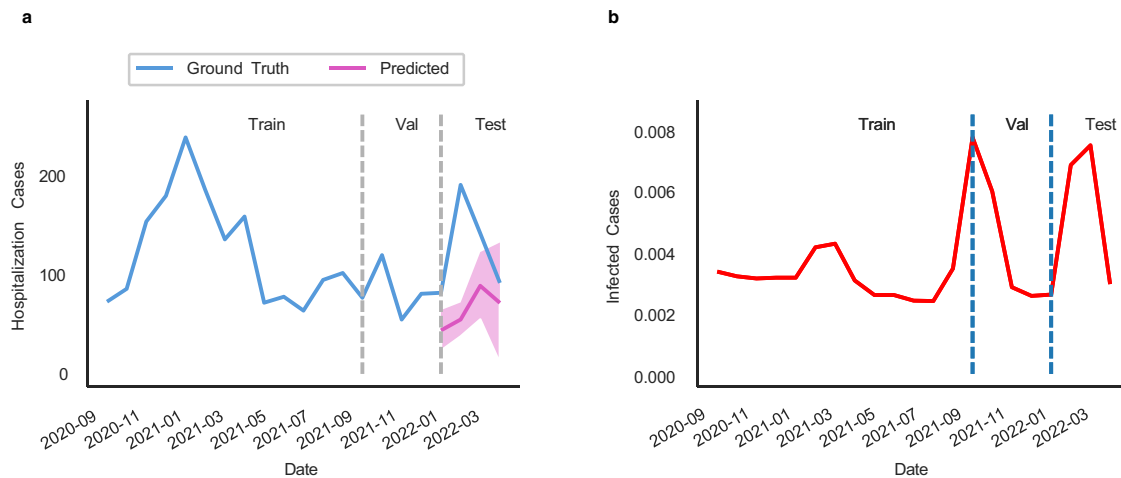 a
Ground Truth
Predicted
Train
Val
Test
Hospitalization Cases
200
100
0
2020-09
2020-11
2021-01
2021-03
2021-05
2021-07
2021-09
2021-11
2022-01
2022-03
Date
b
Train
Val
Test
Infected Cases
0.008
0.006
0.004
0.002
0.000
2020-09
2020-11
2021-01
2021-03
2021-05
2021-07
2021-09
2021-11
2022-01
2022-03
Date